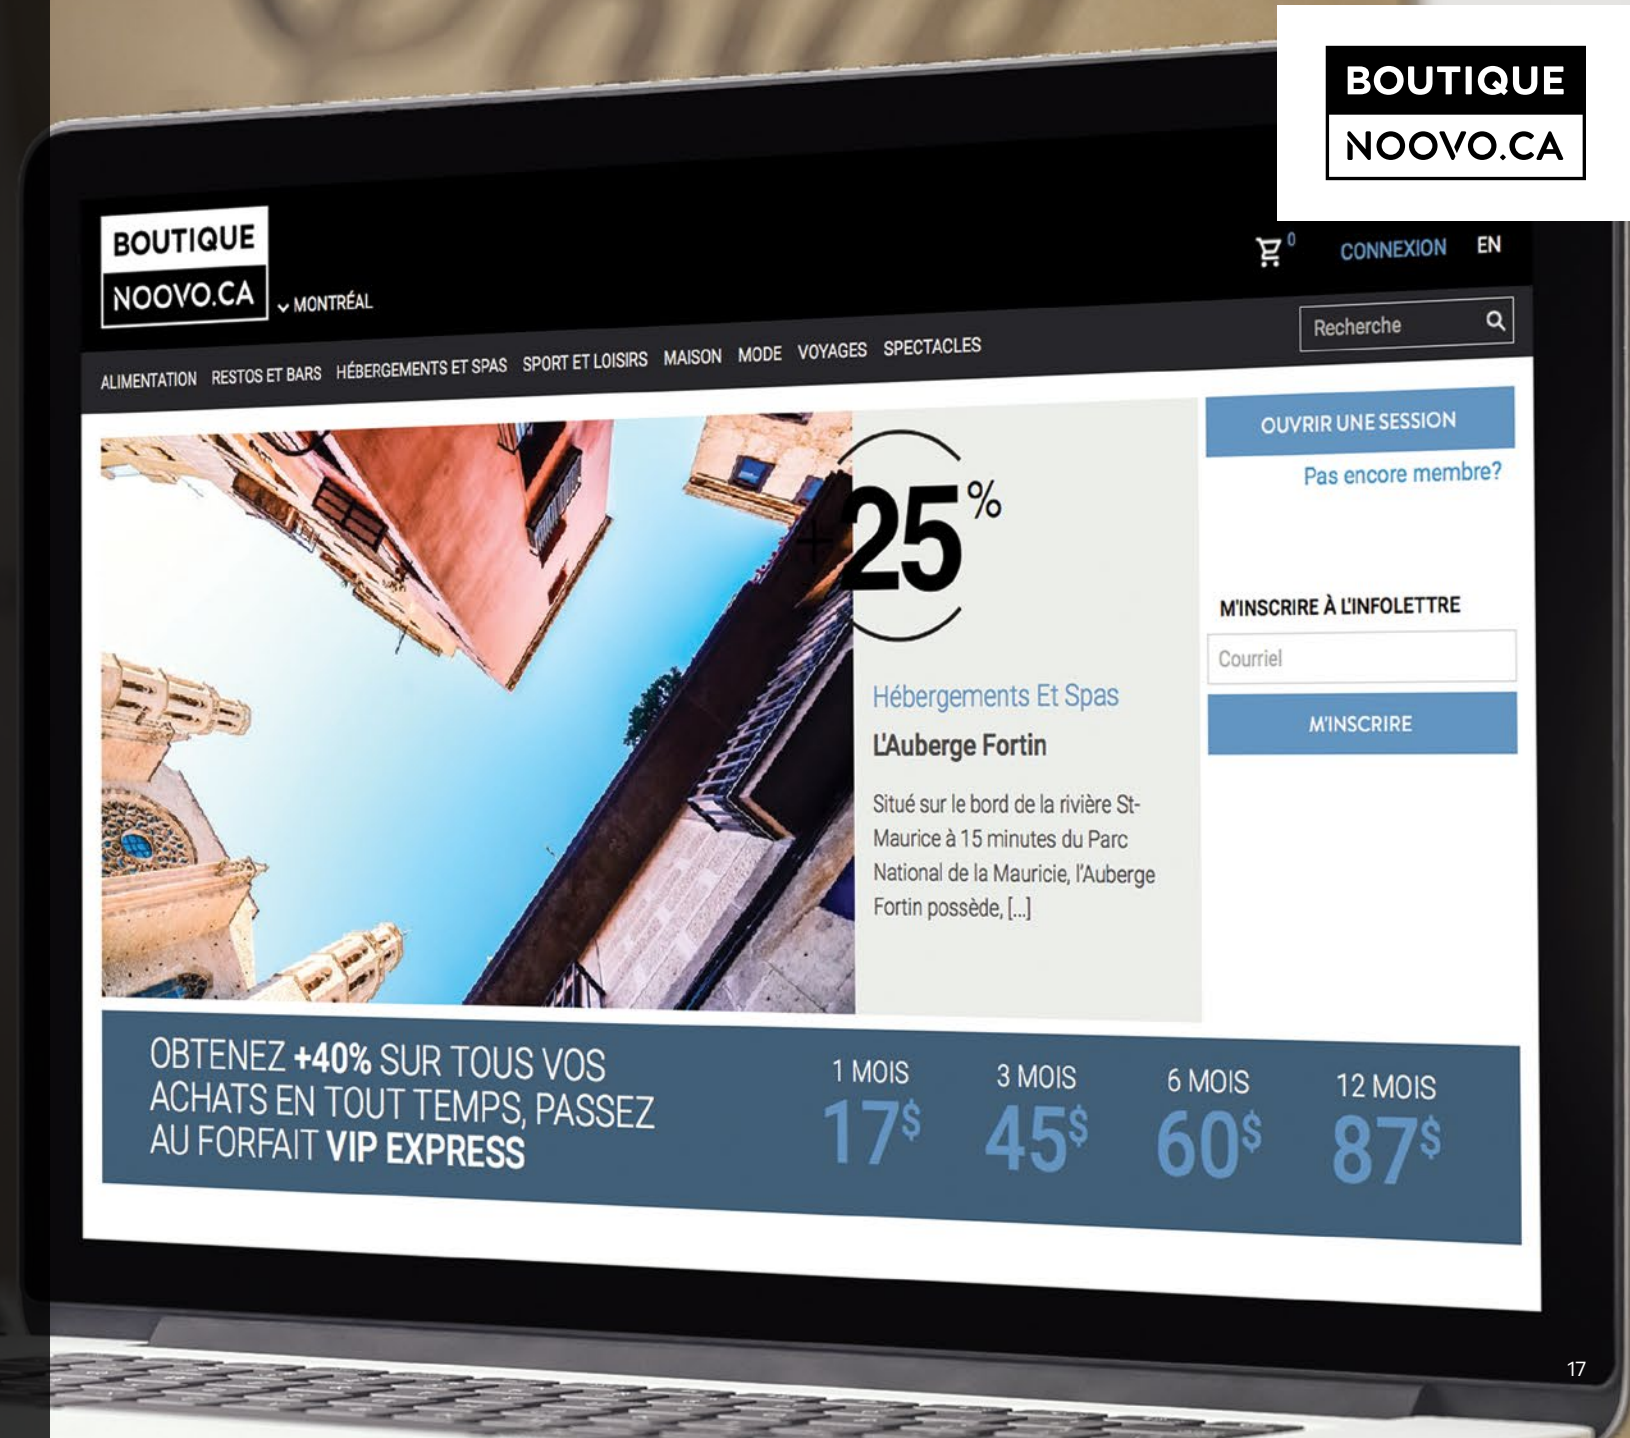 BOUTIQUE
NOOVO.CA
BOUTIQUE
NOOVO.CA
MONTRÉAL
0
CONNEXION
EN
ALIMENTATION
RESTOS ET BARS
HÉBERGEMENTS ET SPAS
SPORT ET LOISIRS
MAISON
MODE
VOYAGES
SPECTACLES
Recherche
+25%
Hébergements Et Spas
L'Auberge Fortin
Situé sur le bord de la rivière St-
Maurice à 15 minutes du Parc
National de la Mauricie, l'Auberge
Fortin possède, [...]
OUVRIR UNE SESSION
Pas encore membre?
M'INSCRIRE À L'INFOLETTRE
Courriel
M'INSCRIRE
OBTENEZ +40% SUR TOUS VOS
ACHATS EN TOUT TEMPS, PASSEZ
AU FORFAIT VIP EXPRESS
1 MOIS
17$
3 MOIS
45$
6 MOIS
60$
12 MOIS
87$
17